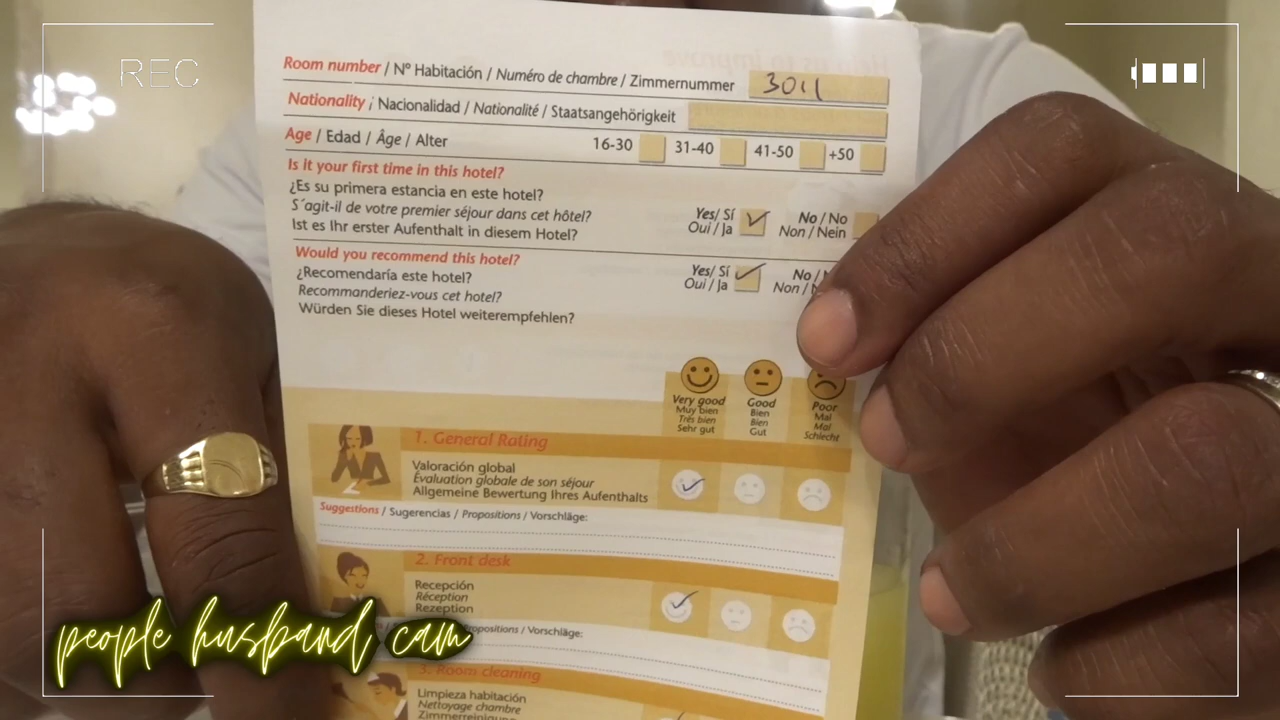 REC
Room number / Nº Habitación / Numéro de chambre / Zimmernummer 3011
Nationality / Nacionalidad / Nationalité / Staatsangehörigkeit
Age / Edad / Âge / Alter 16-30 31-40 41-50 +50
Is it your first time in this hotel?
¿Es su primera estancia en este hotel?
S´agit-il de votre premier séjour dans cet hôtel? Yes/ Sí No / No
Ist es Ihr erster Aufenthalt in diesem Hotel? Oui / Ja Non / Nein
Would you recommend this hotel?
¿Recomendaría este hotel? Yes/ Sí No /
Recommanderiez-vous cet hotel? Oui / Ja Non /
Würden Sie dieses Hotel weiterempfehlen?
Very good Good Poor
Muy bien Bien Mal
Très bien Bien Mal
Sehr gut Gut Schlecht
1. General Rating
Valoración global
Évaluation globale de son séjour
Allgemeine Bewertung Ihres Aufenthalts
Suggestions / Sugerencias / Propositions / Vorschläge:
2. Front desk
Recepción
Réception
Rezeption
Propositions / Vorschläge:
people husband cam
3. Room cleaning
Limpieza habitación
Nettoyage chambre
Zimmerreinigung